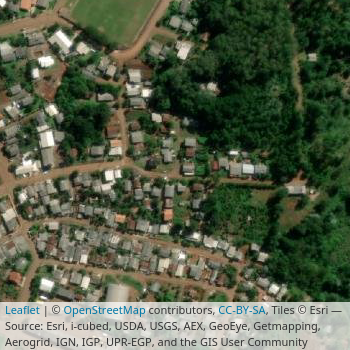 Leaflet | © OpenStreetMap contributors, CC-BY-SA, Tiles © Esri —
Source: Esri, i-cubed, USDA, USGS, AEX, GeoEye, Getmapping,
Aerogrid, IGN, IGP, UPR-EGP, and the GIS User Community